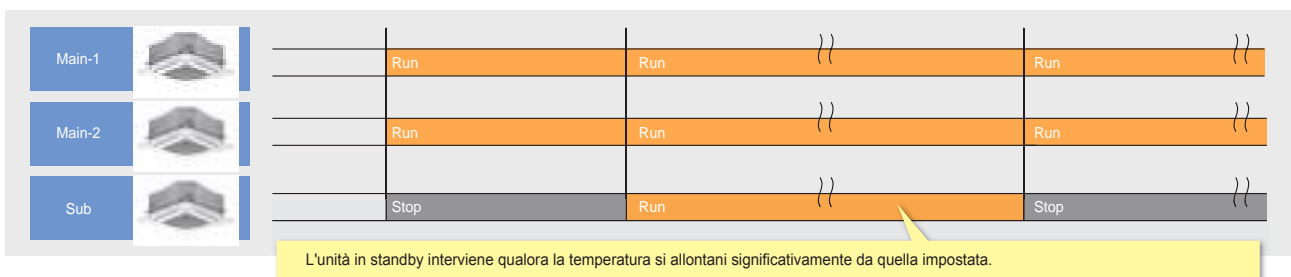 Main-1
Run Run Run
Main-2
Run Run Run
Sub
Stop Run Stop
L'unità in standby interviene qualora la temperatura si allontani significativamente da quella impostata.